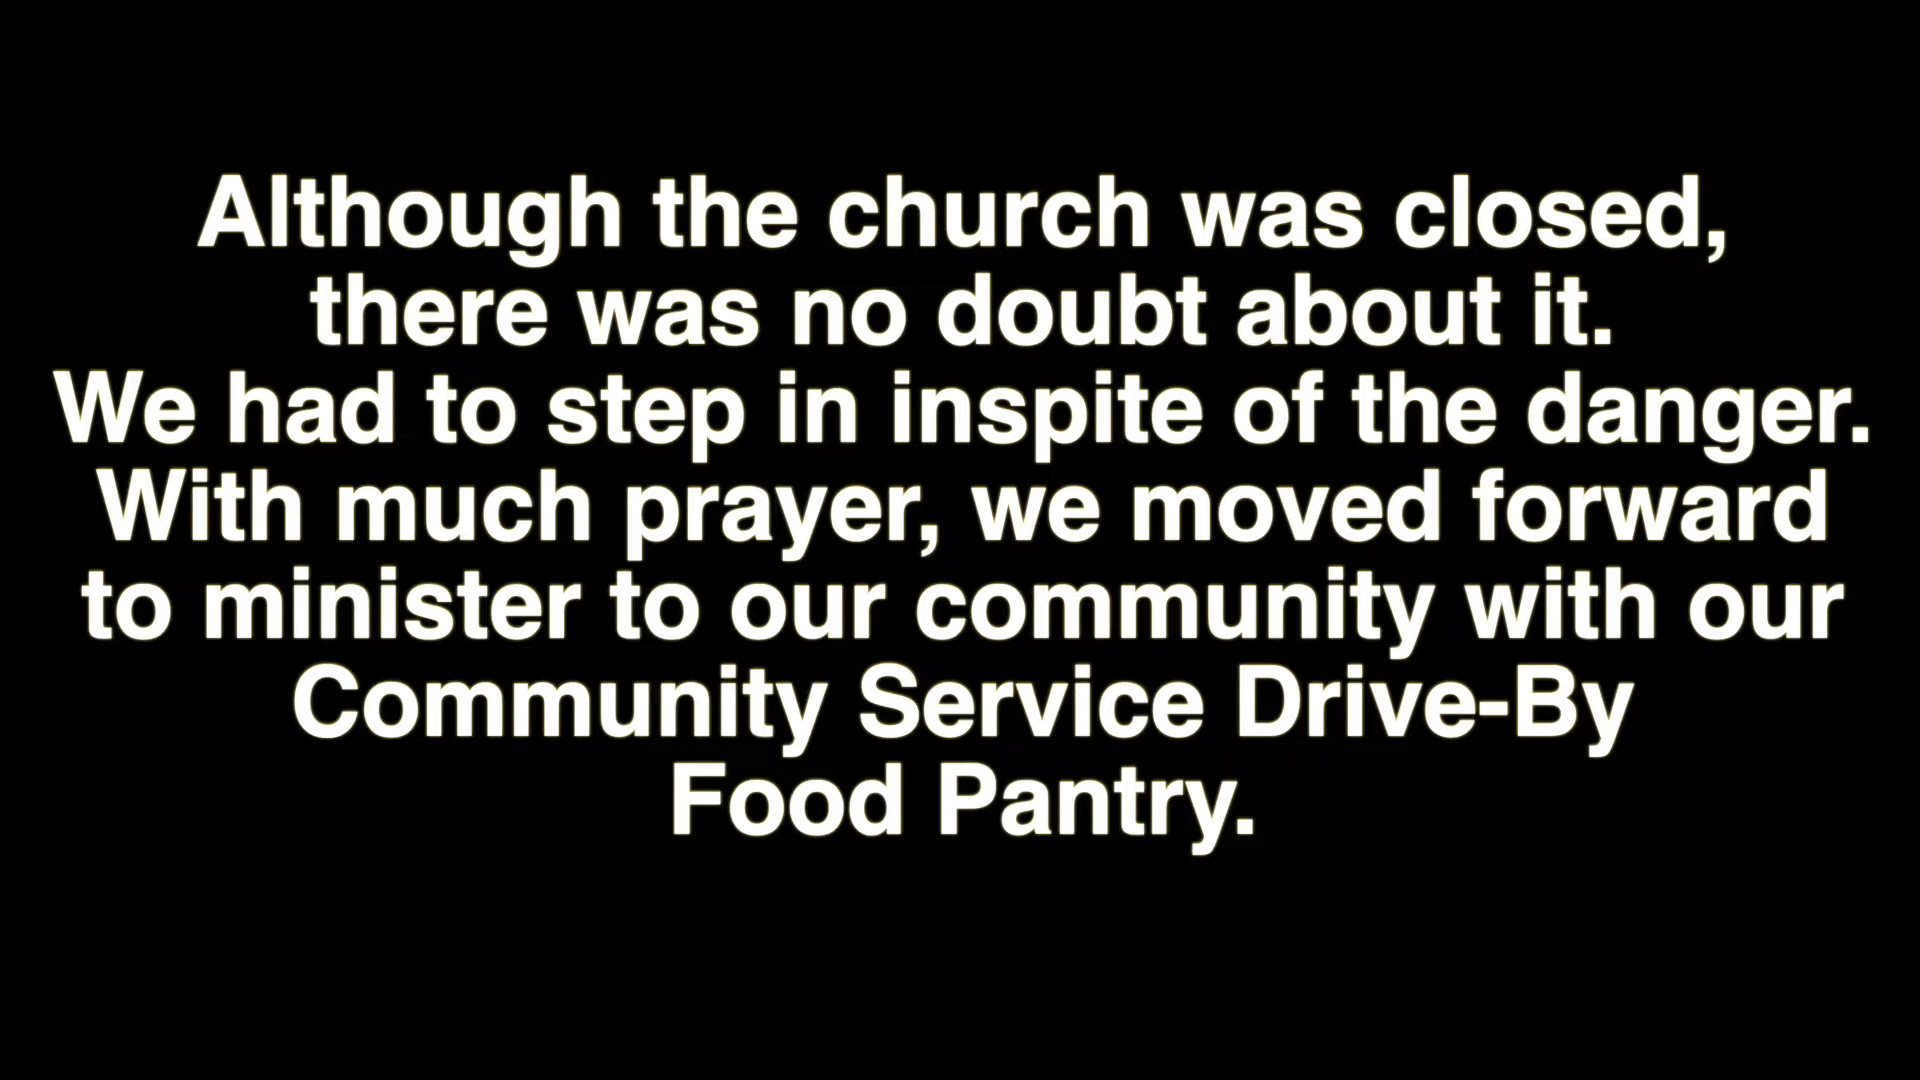 Although the church was closed,
there was no doubt about it.
We had to step in inspite of the danger.
With much prayer, we moved forward
to minister to our community with our
Community Service Drive-By
Food Pantry.